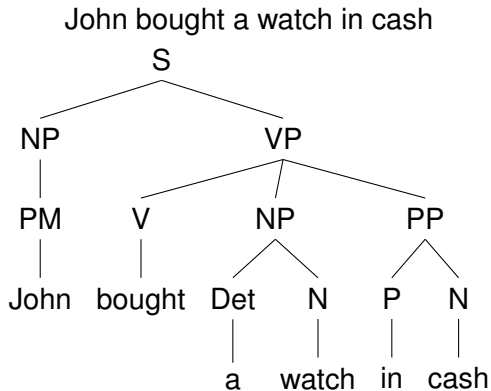 John bought a watch in cash
S
NP VP
PM V NP PP
John bought Det N P N
a watch in cash